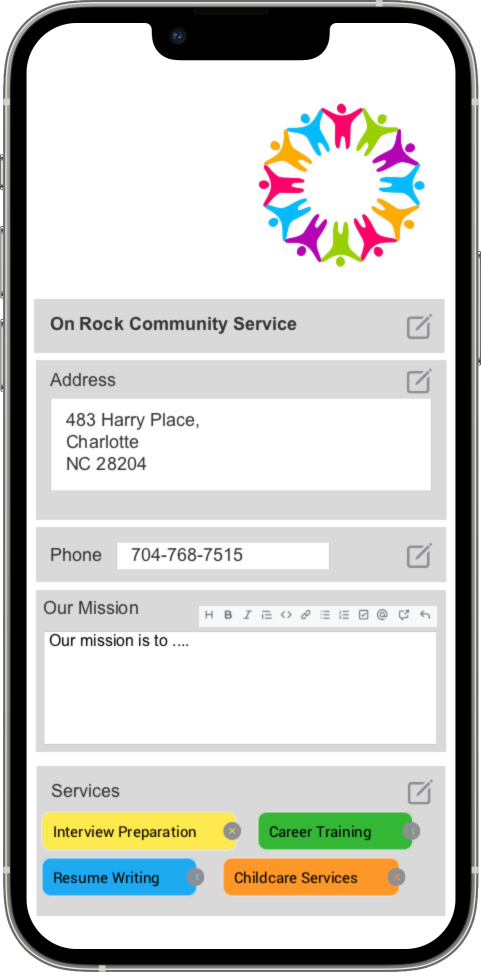 On Rock Community Service
Address
483 Harry Place,
Charlotte
NC 28204
Phone 704-768-7515
Our Mission
H B I <> @
Our mission is to ....
Services
Interview Preparation × Career Training
Resume Writing Childcare Services ×